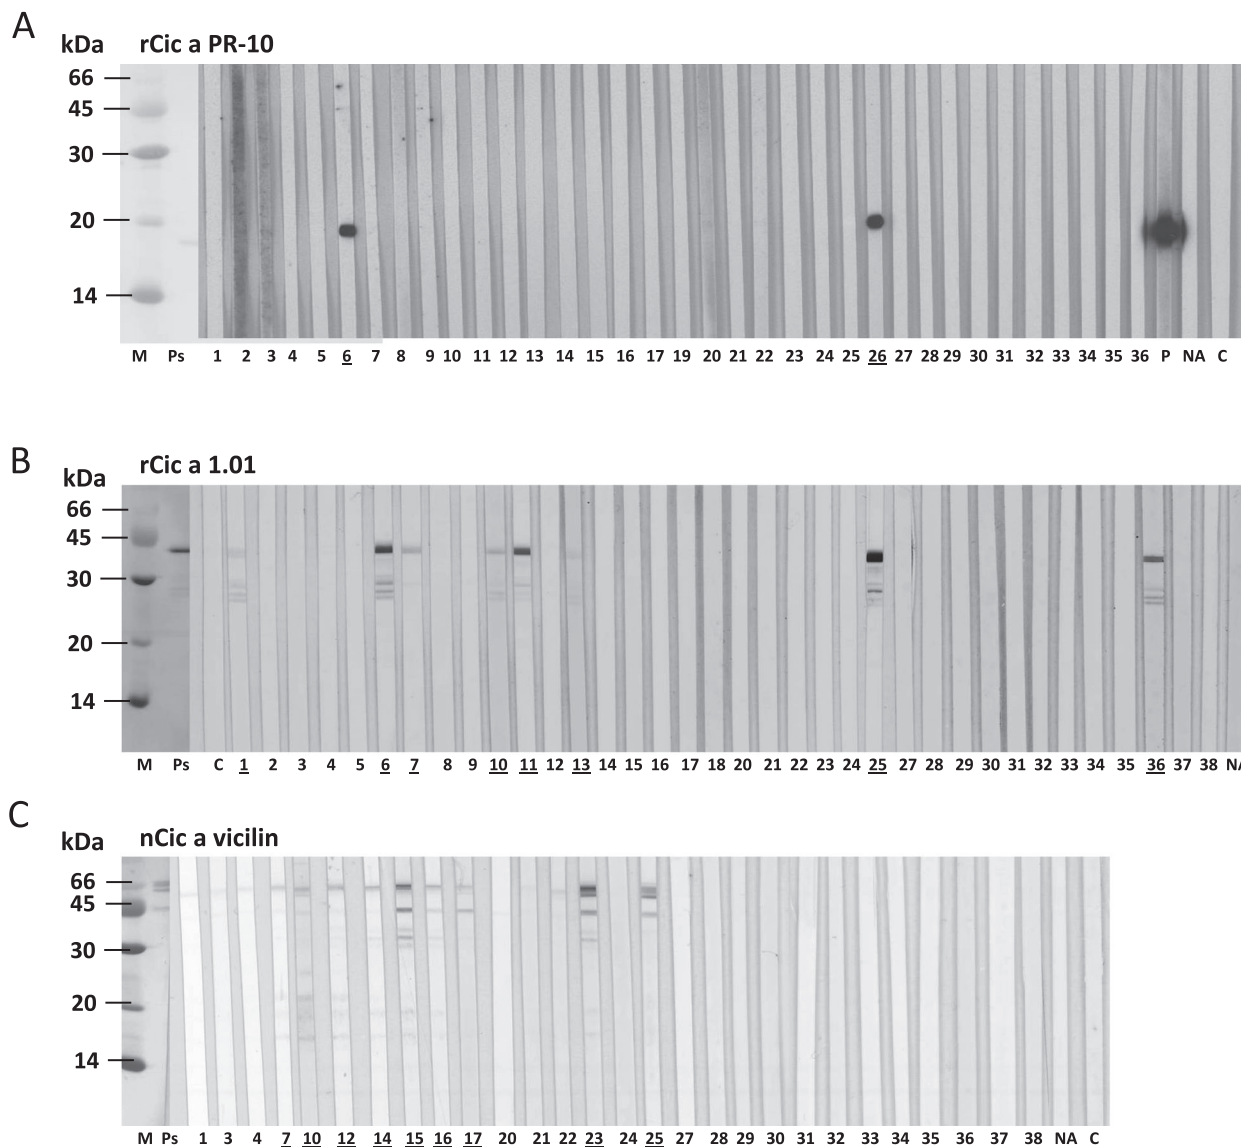 A
kDa rCic a PR-10
66
45
30
20
14
M Ps 1 2 3 4 5 6 7 8 9 10 11 12 13 14 15 16 17 19 20 21 22 23 24 25 26 27 28 29 30 31 32 33 34 35 36 P NA C
B
rCic a 1.01
kDa
66
45
30
20
14
M Ps C 1 2 3 4 5 6 7 8 9 10 11 12 13 14 15 16 17 18 20 21 22 23 24 25 27 28 29 30 31 32 33 34 35 36 37 38 NA
C
kDa nCic a vicilin
66
45
30
20
14
M Ps 1 3 4 7 10 12 14 15 16 17 20 21 22 23 24 25 27 28 29 30 31 32 33 34 35 36 37 38 NA C